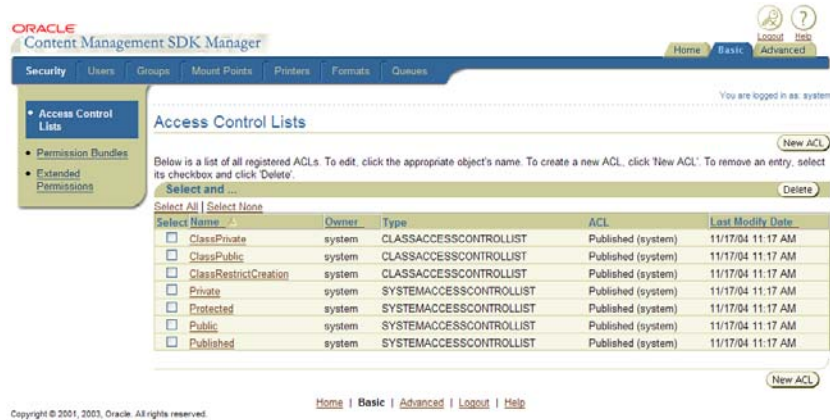 ORACLE
Content Management SDK Manager
Logout Help
Home Basic Advanced
Security Users Groups Mount Points Printers Formats Queues
You are logged in as: system
Access Control Lists
Permission Bundles
Extended Permissions
Access Control Lists
New ACL
Below is a list of all registered ACLs. To edit, click the appropriate object's name. To create a new ACL, click 'New ACL'. To remove an entry, select
its checkbox and click 'Delete'.
Select and ... Delete
Select All | Select None
Select Name Owner Type ACL Last Modify Date
ClassPrivate system CLASSACCESSCONTROLLIST Published (system) 11/17/04 11:17 AM
ClassPublic system CLASSACCESSCONTROLLIST Published (system) 11/17/04 11:17 AM
ClassRestrictCreation system CLASSACCESSCONTROLLIST Published (system) 11/17/04 11:17 AM
Private system SYSTEMACCESSCONTROLLIST Published (system) 11/17/04 11:17 AM
Protected system SYSTEMACCESSCONTROLLIST Published (system) 11/17/04 11:17 AM
Public system SYSTEMACCESSCONTROLLIST Published (system) 11/17/04 11:17 AM
Published system SYSTEMACCESSCONTROLLIST Published (system) 11/17/04 11:17 AM
New ACL
Home | Basic | Advanced | Logout | Help
Copyright © 2001, 2003, Oracle. All rights reserved.